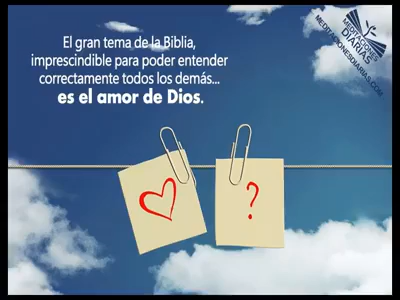 El gran tema de la Biblia,
imprescindible para poder entender
correctamente todos los demás...
es el amor de Dios.
MEDITACIONES
DIARIAS
MEDITACIONESDIARIAS.COM
?